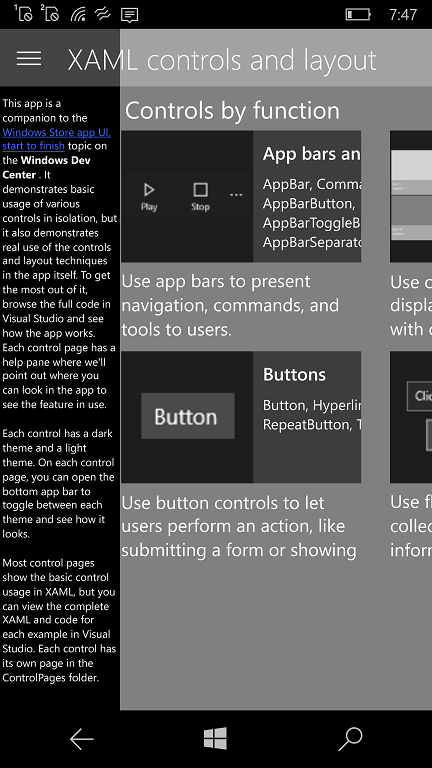 1 2 7:47
XAML controls and layout
This app is a
companion to the
Windows Store app UI,
start to finish topic on
the Windows Dev
Center . It
demonstrates basic
usage of various
controls in isolation, but
it also demonstrates
real use of the controls
and layout techniques
in the app itself. To get
the most out of it,
browse the full code in
Visual Studio and see
how the app works.
Each control page has a
help pane where we'll
point out where you
can look in the app to
see the feature in use.
Each control has a dark
theme and a light
theme. On each control
page, you can open the
bottom app bar to
toggle between each
theme and see how it
looks.
Most control pages
show the basic control
usage in XAML, but you
can view the complete
XAML and code for
each example in Visual
Studio. Each control has
its own page in the
ControlPages folder.
Controls by function
Play Stop ...
App bars an
AppBar, Comma
AppBarButton,
AppBarToggleB
AppBarSeparato
Use app bars to present
navigation, commands, and
tools to users.
Button
Buttons
Button, Hyperlin
RepeatButton, T
Use button controls to let
users perform an action, like
submitting a form or showing
Use c
displa
with c
Clic
Use fl
collec
inforr